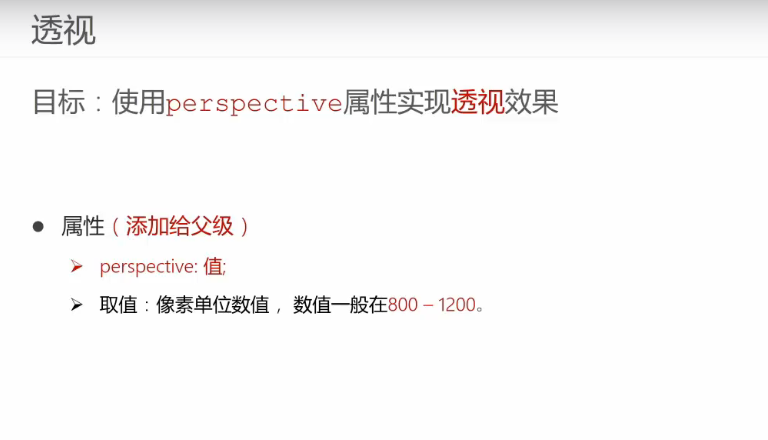 透视
目标：使用perspective属性实现透视效果
● 属性（添加给父级）
➢ perspective: 值;
➢ 取值：像素单位数值， 数值一般在800 – 1200。